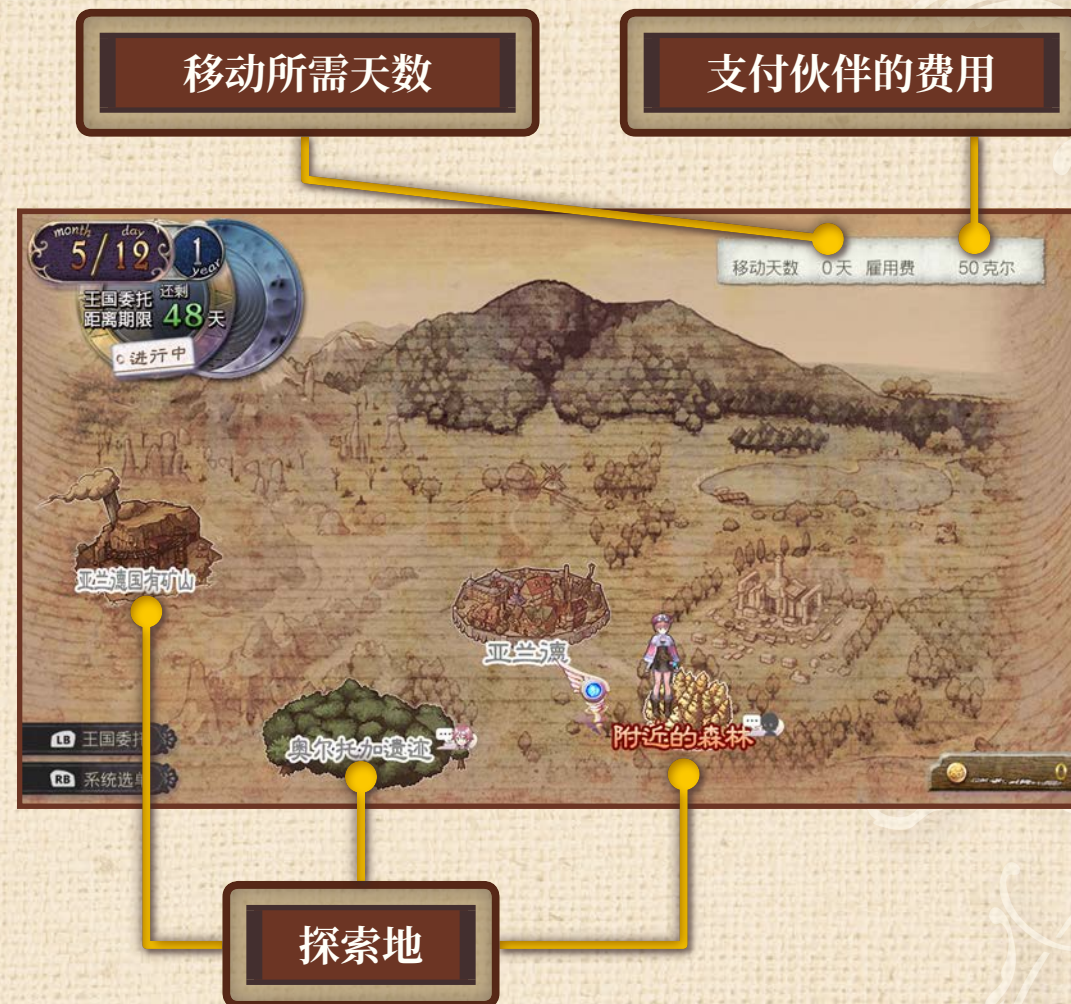 移动所需天数
支付伙伴的费用
month day
5/12
1
year
王国委托 还剩
距离期限 48天
进行中
移动天数 0天 雇用费 50克尔
亚兰德国有矿山
亚兰德
奥尔托加遗迹
附近的森林
LB 王国委托
RB 系统选单
0
探索地